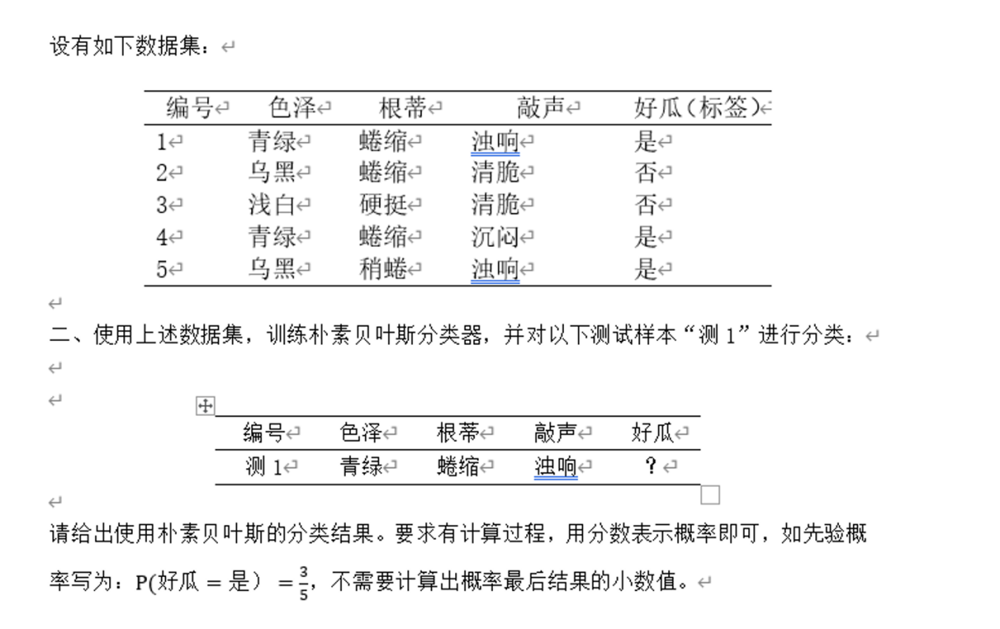 设有如下数据集：
编号 色泽 根蒂 敲声 好瓜（标签）
1 青绿 蜷缩 浊响 是
2 乌黑 蜷缩 清脆 否
3 浅白 硬挺 清脆 否
4 青绿 蜷缩 沉闷 是
5 乌黑 稍蜷 浊响 是
二、使用上述数据集，训练朴素贝叶斯分类器，并对以下测试样本“测 1”进行分类：
编号 色泽 根蒂 敲声 好瓜
测 1 青绿 蜷缩 浊响 ？
请给出使用朴素贝叶斯的分类结果。要求有计算过程，用分数表示概率即可，如先验概
率写为：P(好瓜 = 是） =3/5，不需要计算出概率最后结果的小数值。